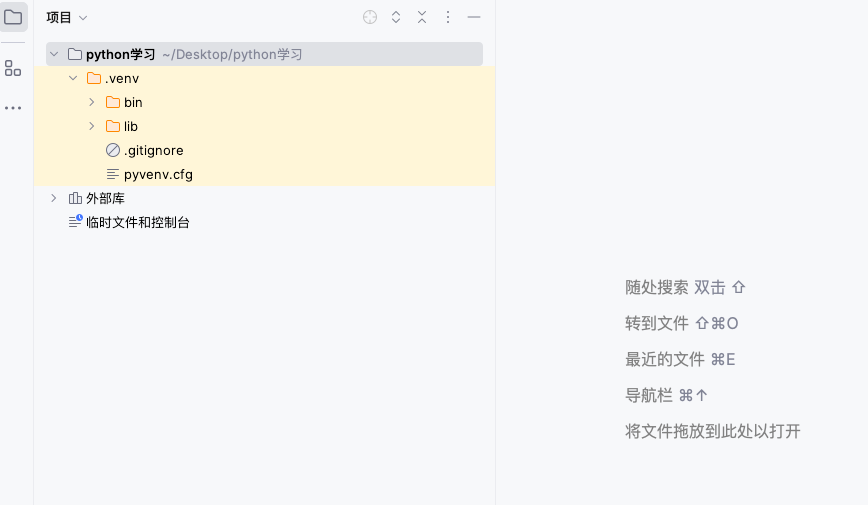 项目
python学习 ~/Desktop/python学习
.venv
bin
lib
.gitignore
pyvenv.cfg
外部库
临时文件和控制台
随处搜索 双击 ⇧
转到文件 ⇧⌘O
最近的文件 ⌘E
导航栏 ⌘↑
将文件拖放到此处以打开